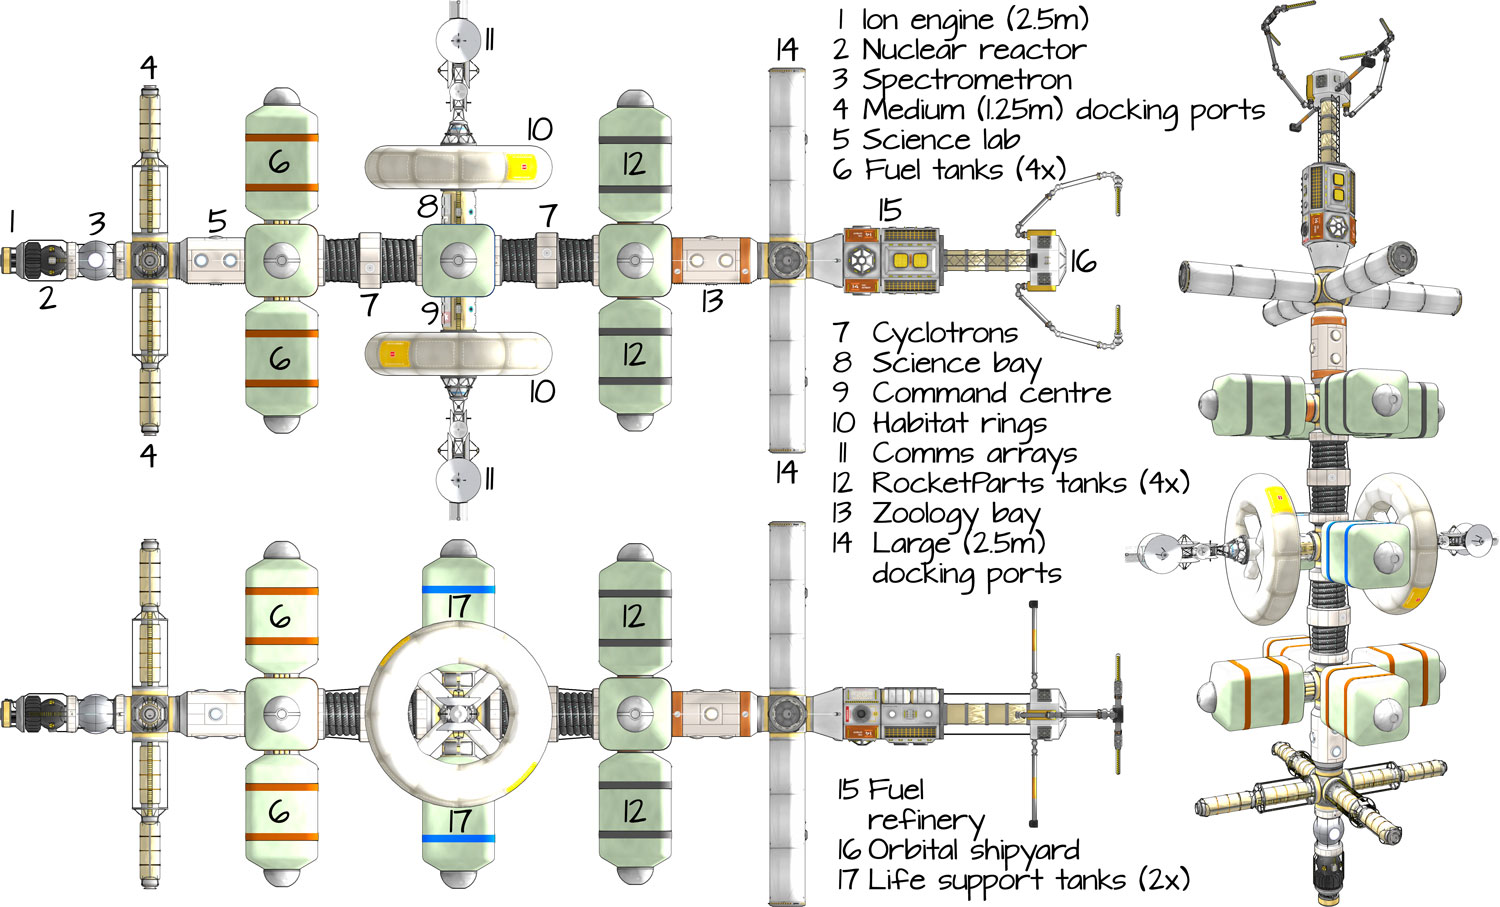 11
14
4
10
6
12
8
7
15
1
3
5
16
2
7
9
13
6
12
10
4
11
14
1 Ion engine (2.5m)
2 Nuclear reactor
3 Spectrometron
4 Medium (1.25m) docking ports
5 Science lab
6 Fuel tanks (4x)
7 Cyclotrons
8 Science bay
9 Command centre
10 Habitat rings
11 Comms arrays
12 RocketParts tanks (4x)
13 Zoology bay
14 Large (2.5m)
docking ports
6
17
12
6
17
12
15 Fuel
refinery
16 Orbital shipyard
17 Life support tanks (2x)